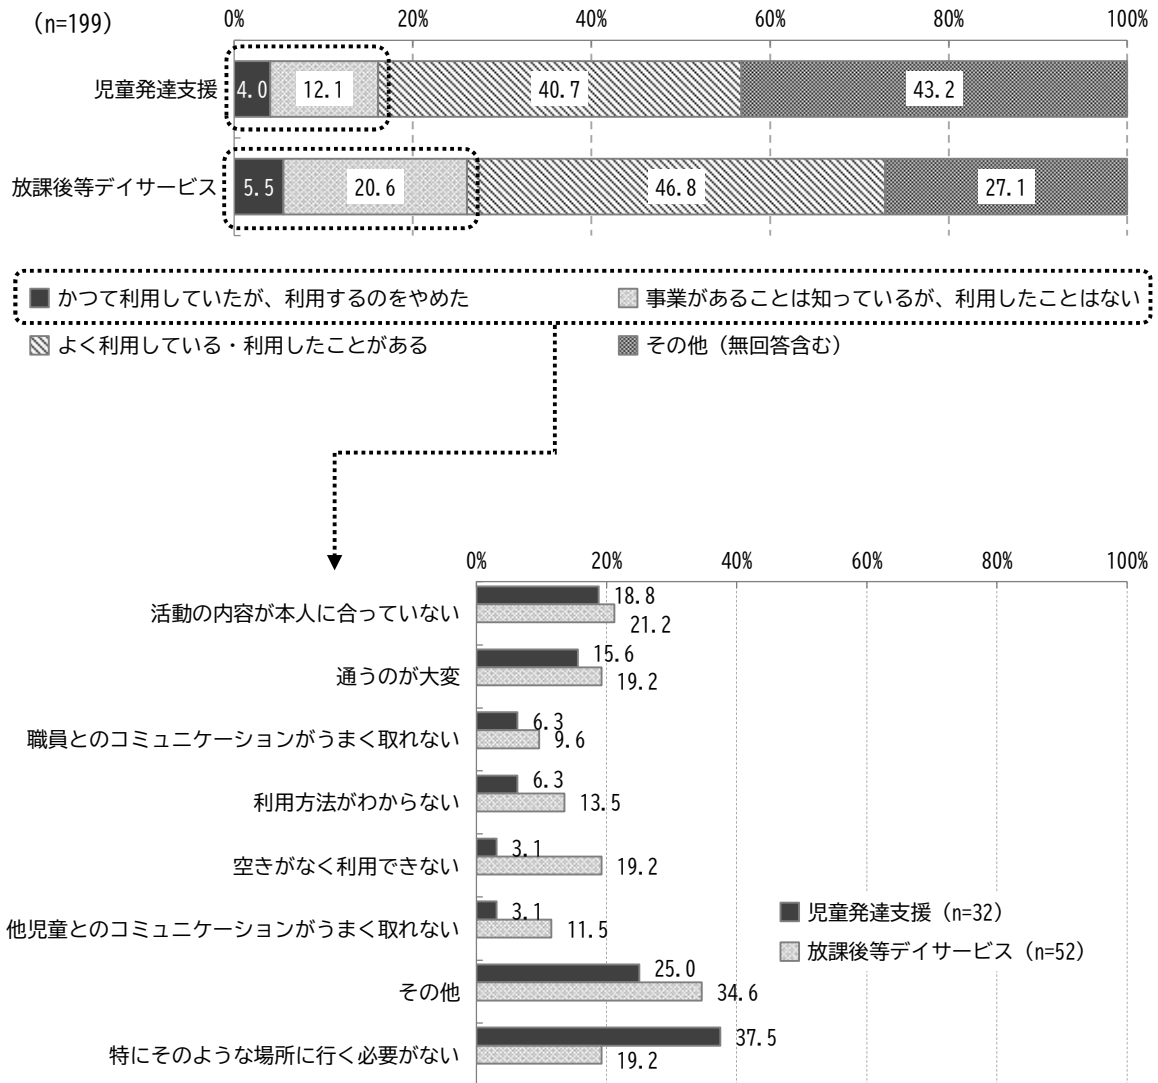 (n=199)
0% 20% 40% 60% 80% 100%
児童発達支援 4.0 12.1 40.7 43.2
放課後等デイサービス 5.5 20.6 46.8 27.1
かつて利用していたが、利用するのをやめた 事業があることは知っているが、利用したことはない
よく利用している・利用したことがある その他（無回答含む）
0% 20% 40% 60% 80% 100%
活動の内容が本人に合っていない 18.8
21.2
通うのが大変 15.6
19.2
職員とのコミュニケーションがうまく取れない 6.3
9.6
利用方法がわからない 6.3
13.5
空きがなく利用できない 3.1
19.2
他児童とのコミュニケーションがうまく取れない 3.1
11.5
児童発達支援（n=32）
放課後等デイサービス（n=52）
その他 25.0
34.6
特にそのような場所に行く必要がない 37.5
19.2